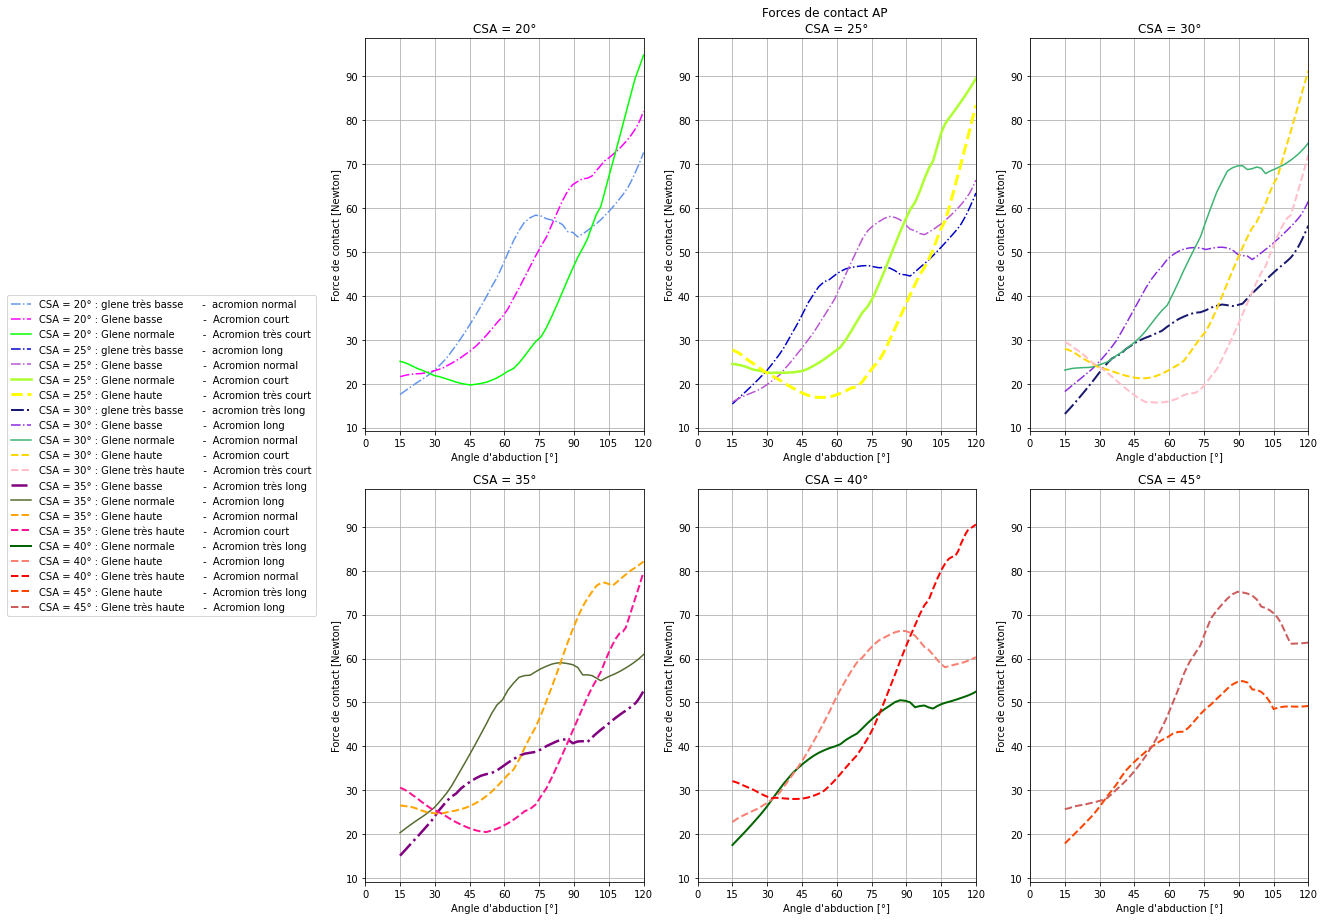 Forces de contact AP
CSA = 20°
CSA = 25°
CSA = 30°
Force de contact [Newton]
90
80
70
60
50
40
30
20
10
0 15 30 45 60 75 90 105 120
Angle d'abduction [°]
Force de contact [Newton]
90
80
70
60
50
40
30
20
10
0 15 30 45 60 75 90 105 120
Angle d'abduction [°]
Force de contact [Newton]
90
80
70
60
50
40
30
20
10
0 15 30 45 60 75 90 105 120
Angle d'abduction [°]
CSA = 20° : glene très basse - acromion normal
CSA = 20° : Glene basse - Acromion court
CSA = 20° : Glene normale - Acromion très court
CSA = 25° : glene très basse - acromion long
CSA = 25° : Glene basse - Acromion normal
CSA = 25° : Glene normale - Acromion court
CSA = 25° : Glene haute - Acromion très court
CSA = 30° : glene très basse - acromion très long
CSA = 30° : Glene basse - Acromion long
CSA = 30° : Glene normale - Acromion normal
CSA = 30° : Glene haute - Acromion court
CSA = 30° : Glene très haute - Acromion très court
CSA = 35° : Glene basse - Acromion très long
CSA = 35° : Glene normale - Acromion long
CSA = 35° : Glene haute - Acromion normal
CSA = 35° : Glene très haute - Acromion court
CSA = 40° : Glene normale - Acromion très long
CSA = 40° : Glene haute - Acromion long
CSA = 40° : Glene très haute - Acromion normal
CSA = 45° : Glene haute - Acromion très long
CSA = 45° : Glene très haute - Acromion long
CSA = 35°
CSA = 40°
CSA = 45°
Force de contact [Newton]
90
80
70
60
50
40
30
20
10
0 15 30 45 60 75 90 105 120
Angle d'abduction [°]
Force de contact [Newton]
90
80
70
60
50
40
30
20
10
0 15 30 45 60 75 90 105 120
Angle d'abduction [°]
Force de contact [Newton]
90
80
70
60
50
40
30
20
10
0 15 30 45 60 75 90 105 120
Angle d'abduction [°]